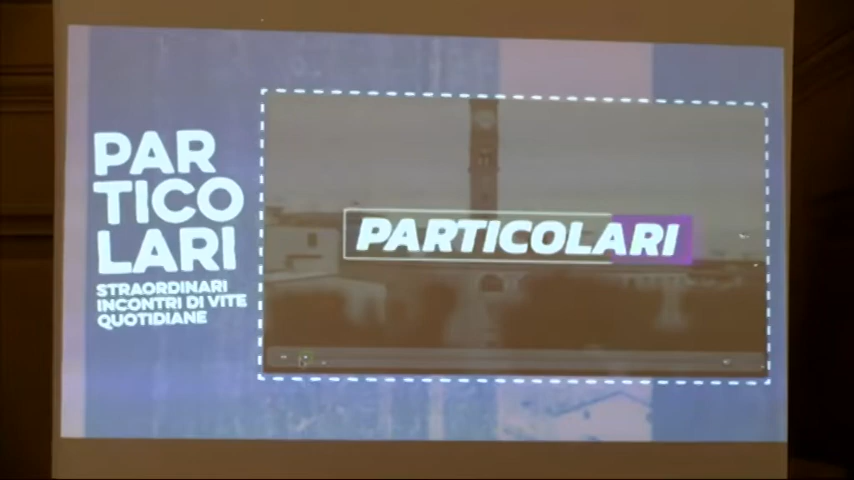 PAR
TICO
LARI
STRAORDINARI
INCONTRI DI VITE
QUOTIDIANE
PARTICOLARI